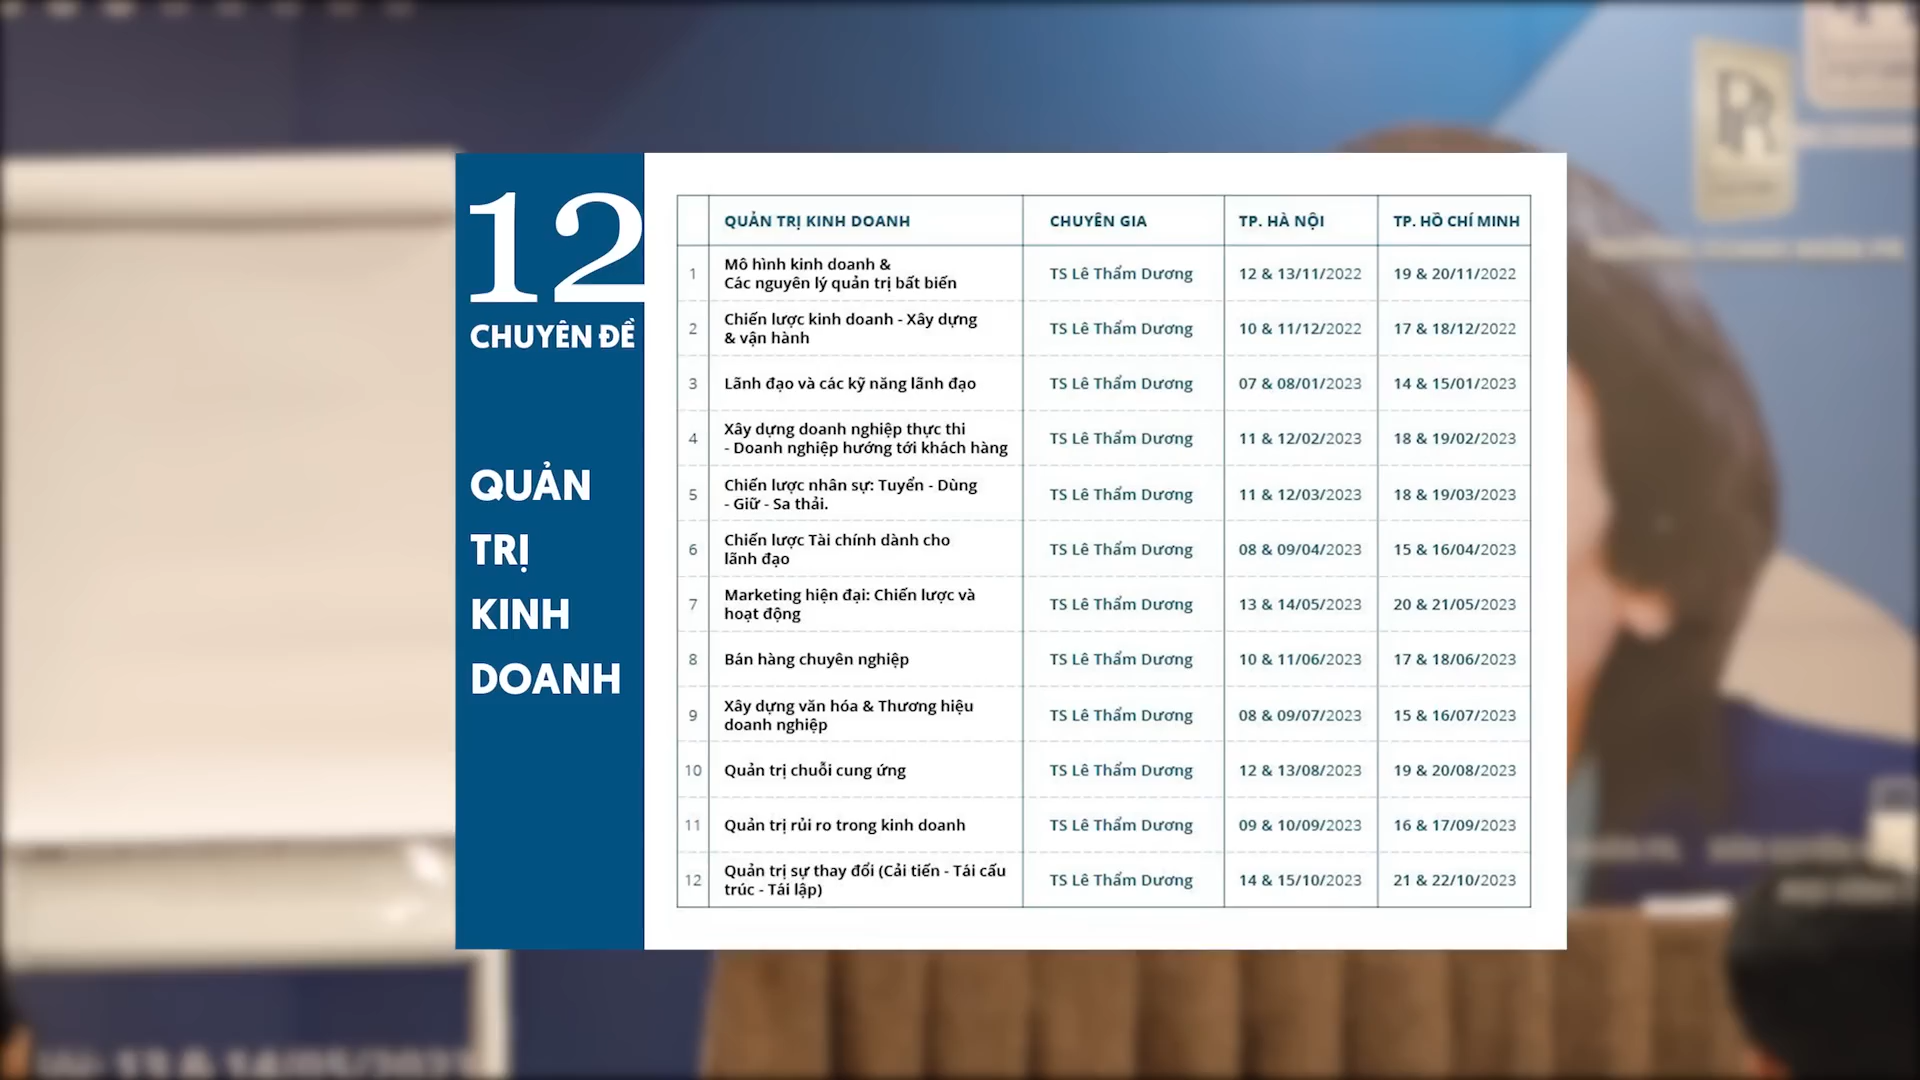 12
CHUYÊN ĐỀ
QUẢN
TRỊ
KINH
DOANH
QUẢN TRỊ KINH DOANH CHUYÊN GIA TP. HÀ NỘI TP. HỒ CHÍ MINH
1 Mô hình kinh doanh &
Các nguyên lý quản trị bất biến TS Lê Thẩm Dương 12 & 13/11/2022 19 & 20/11/2022
2 Chiến lược kinh doanh - Xây dựng
& vận hành TS Lê Thẩm Dương 10 & 11/12/2022 17 & 18/12/2022
3 Lãnh đạo và các kỹ năng lãnh đạo TS Lê Thẩm Dương 07 & 08/01/2023 14 & 15/01/2023
4 Xây dựng doanh nghiệp thực thi
- Doanh nghiệp hướng tới khách hàng TS Lê Thẩm Dương 11 & 12/02/2023 18 & 19/02/2023
5 Chiến lược nhân sự: Tuyển - Dùng
- Giữ - Sa thải. TS Lê Thẩm Dương 11 & 12/03/2023 18 & 19/03/2023
6 Chiến lược Tài chính dành cho
lãnh đạo TS Lê Thẩm Dương 08 & 09/04/2023 15 & 16/04/2023
7 Marketing hiện đại: Chiến lược và
hoạt động TS Lê Thẩm Dương 13 & 14/05/2023 20 & 21/05/2023
8 Bán hàng chuyên nghiệp TS Lê Thẩm Dương 10 & 11/06/2023 17 & 18/06/2023
9 Xây dựng văn hóa & Thương hiệu
doanh nghiệp TS Lê Thẩm Dương 08 & 09/07/2023 15 & 16/07/2023
10 Quản trị chuỗi cung ứng TS Lê Thẩm Dương 12 & 13/08/2023 19 & 20/08/2023
11 Quản trị rủi ro trong kinh doanh TS Lê Thẩm Dương 09 & 10/09/2023 16 & 17/09/2023
12 Quản trị sự thay đổi (Cải tiến - Tái cấu
trúc - Tái lập) TS Lê Thẩm Dương 14 & 15/10/2023 21 & 22/10/2023